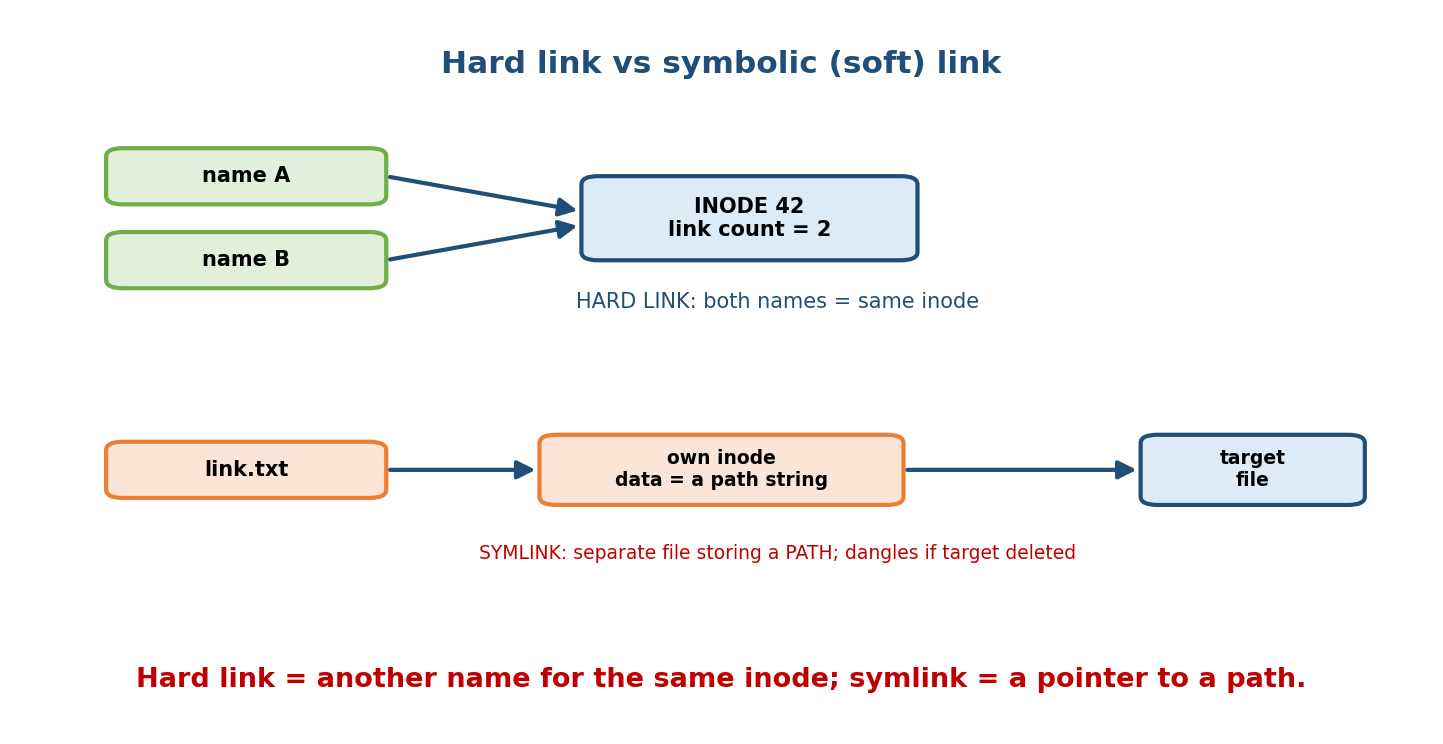 Hard link vs symbolic (soft) link
name A
name B
INODE 42
link count = 2
HARD LINK: both names = same inode
link.txt
own inode
data = a path string
target
file
SYMLINK: separate file storing a PATH; dangles if target deleted
Hard link = another name for the same inode; symlink = a pointer to a path.